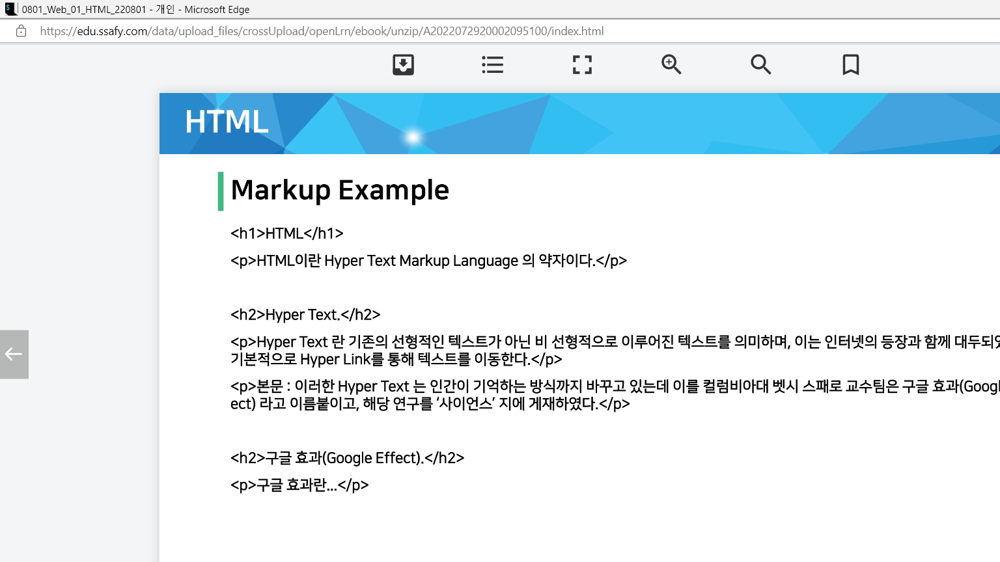 0801_Web_01_HTML_220801 - 개인 - Microsoft Edge
https://edu.ssafy.com/data/upload_files/crossUpload/openLrn/ebook/unzip/A2022072920002095100/index.html
HTML
Markup Example
<h1>HTML</h1>
<p>HTML이란 Hyper Text Markup Language 의 약자이다.</p>
<h2>Hyper Text.</h2>
<p>Hyper Text 란 기존의 선형적인 텍스트가 아닌 비 선형적으로 이루어진 텍스트를 의미하며, 이는 인터넷의 등장과 함께 대두되었
기본적으로 Hyper Link를 통해 텍스트를 이동한다.</p>
<p>본문 : 이러한 Hyper Text 는 인간이 기억하는 방식까지 바꾸고 있는데 이를 컬럼비아대 벳시 스패로 교수팀은 구글 효과(Googl
ect) 라고 이름붙이고, 해당 연구를 ‘사이언스’ 지에 게재하였다.</p>
<h2>구글 효과(Google Effect).</h2>
<p>구글 효과란...</p>